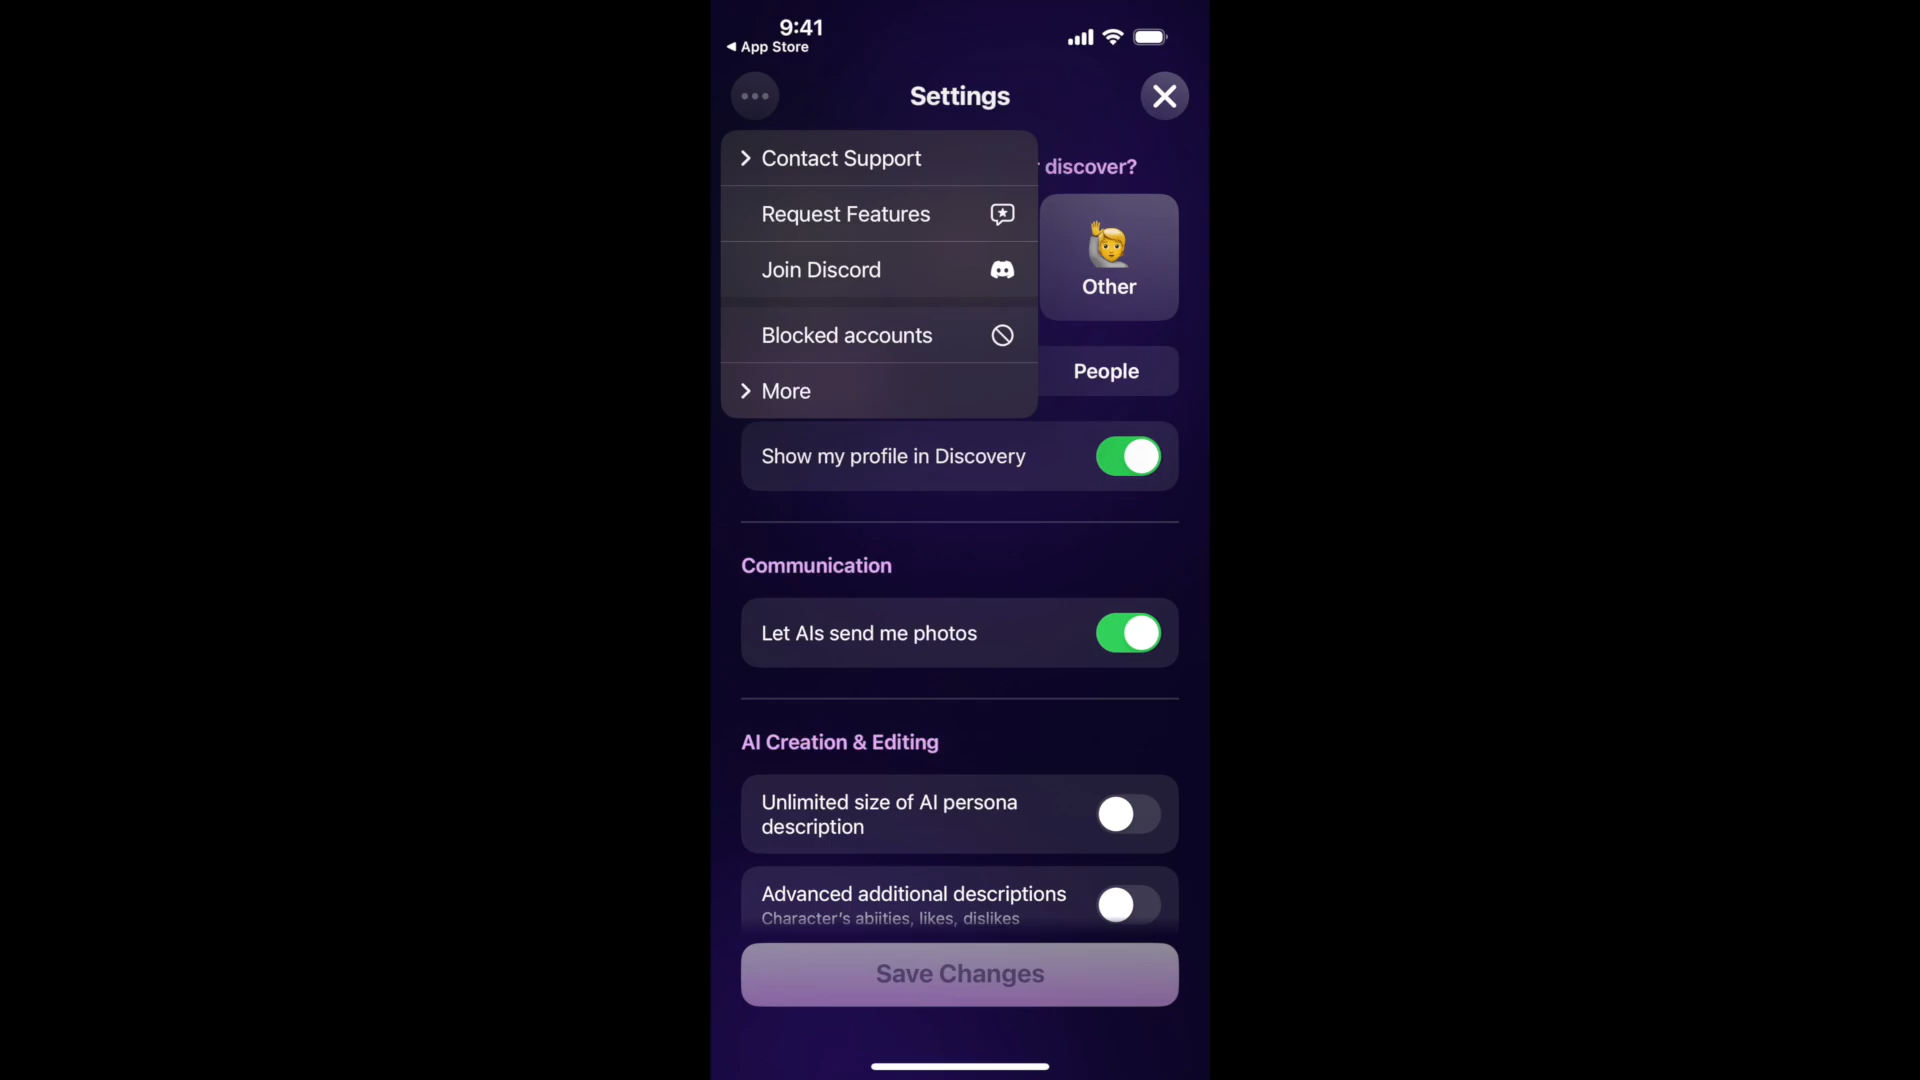 9:41
App Store
Settings
Contact Support
discover?
Request Features
Other
Join Discord
Blocked accounts
People
More
Show my profile in Discovery
Communication
Let AIs send me photos
AI Creation & Editing
Unlimited size of AI persona
description
Advanced additional descriptions
Character's abiities, likes, dislikes
Save Changes